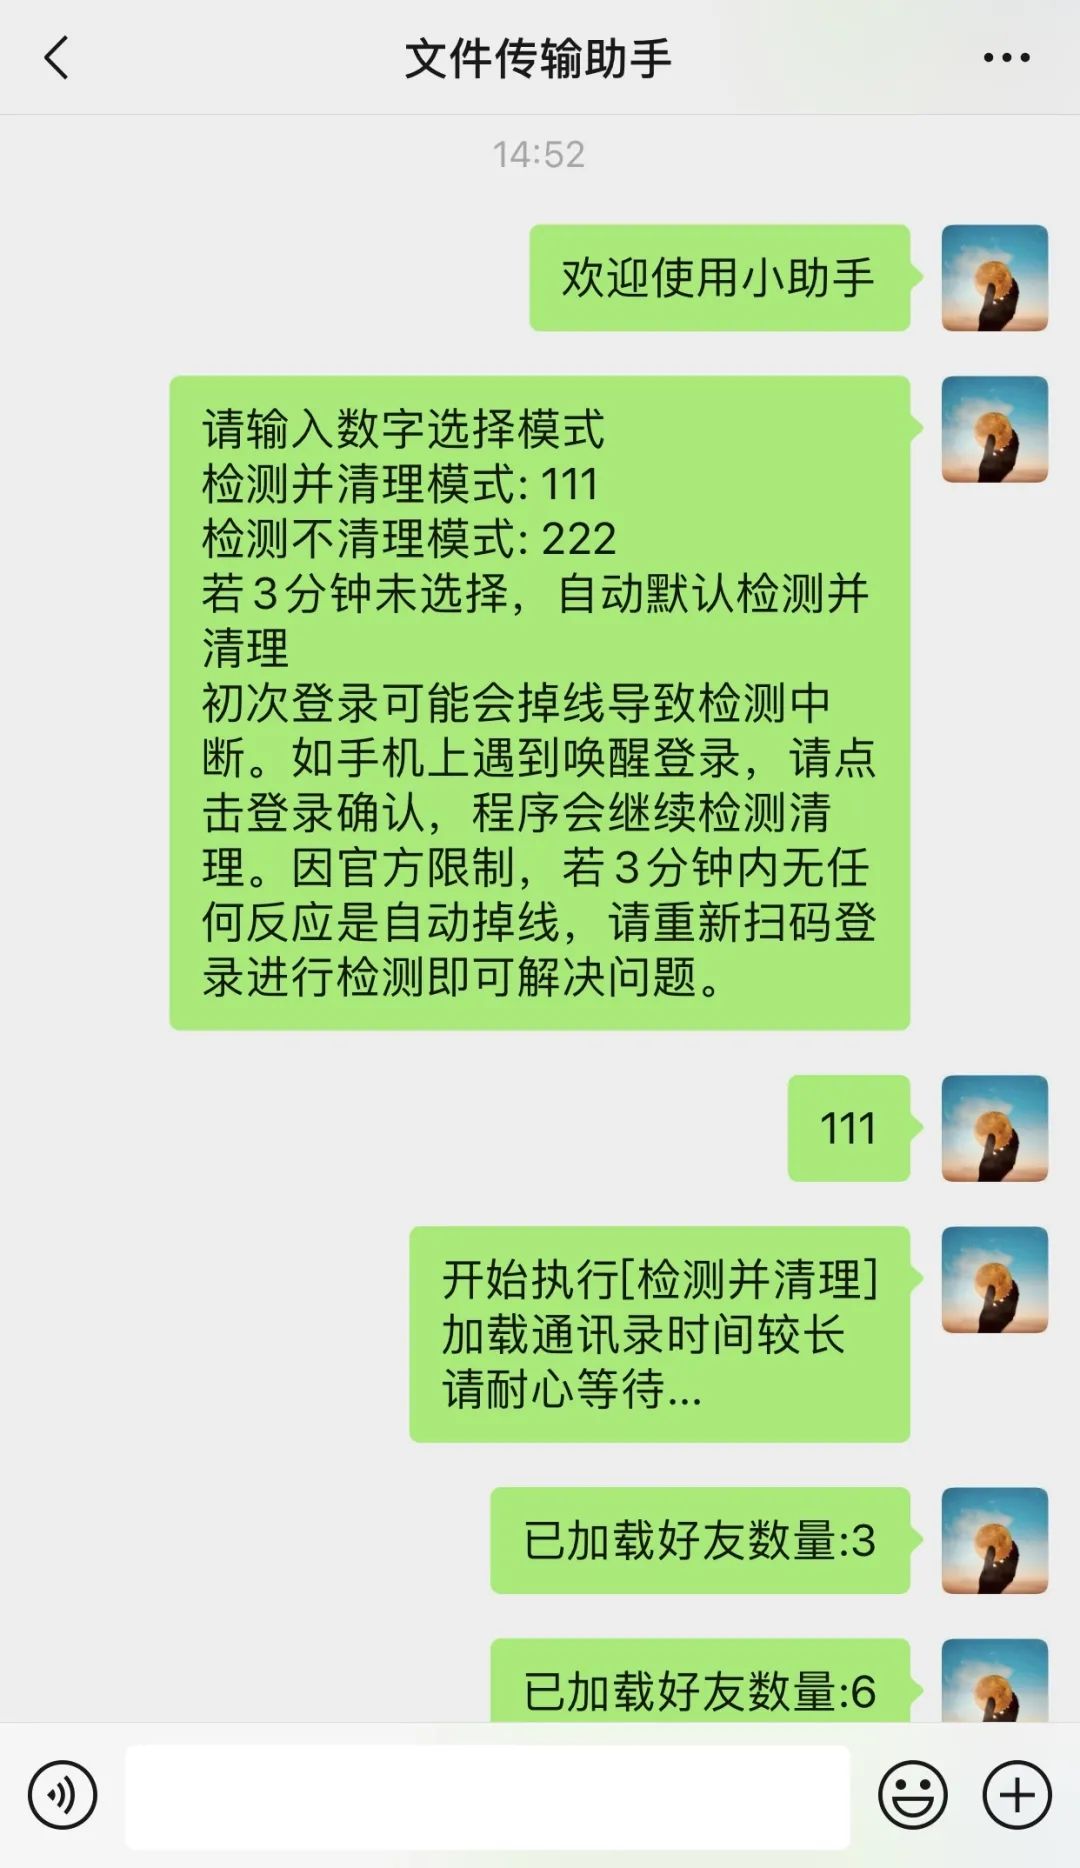 文件传输助手
14:52
欢迎使用小助手
请输入数字选择模式
检测并清理模式: 111
检测不清理模式: 222
若3分钟未选择，自动默认检测并
清理
初次登录可能会掉线导致检测中
断。如手机上遇到唤醒登录，请点
击登录确认，程序会继续检测清
理。因官方限制，若3分钟内无任
何反应是自动掉线，请重新扫码登
录进行检测即可解决问题。
111
开始执行[检测并清理]
加载通讯录时间较长
请耐心等待...
已加载好友数量:3
已加载好友数量:6